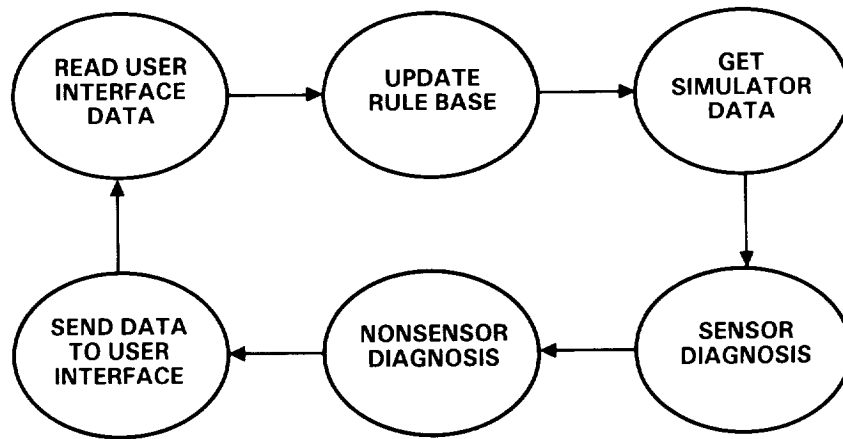 READ USER
INTERFACE
DATA
UPDATE
RULE BASE
GET
SIMULATOR
DATA
SEND DATA
TO USER
INTERFACE
NONSENSOR
DIAGNOSIS
SENSOR
DIAGNOSIS